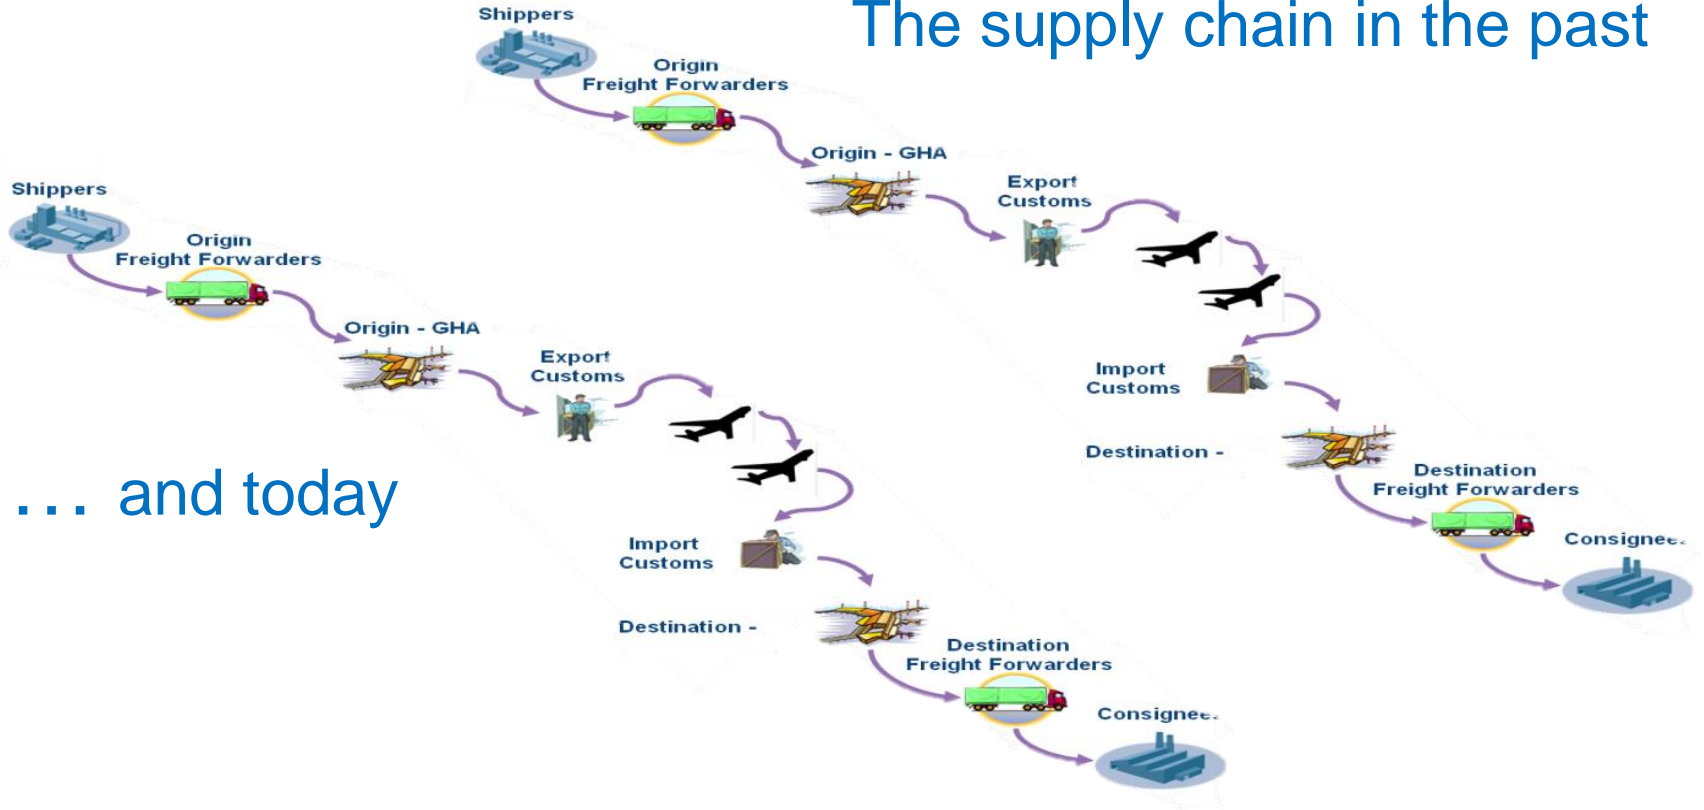 The supply chain in the past
Shippers
Origin
Freight Forwarders
Origin - GHA
Export
Customs
Import
Customs
Destination -
Destination
Freight Forwarders
... and today
Shippers
Origin
Freight Forwarders
Origin - GHA
Export
Customs
Import
Customs
Destination -
Destination
Freight Forwarders